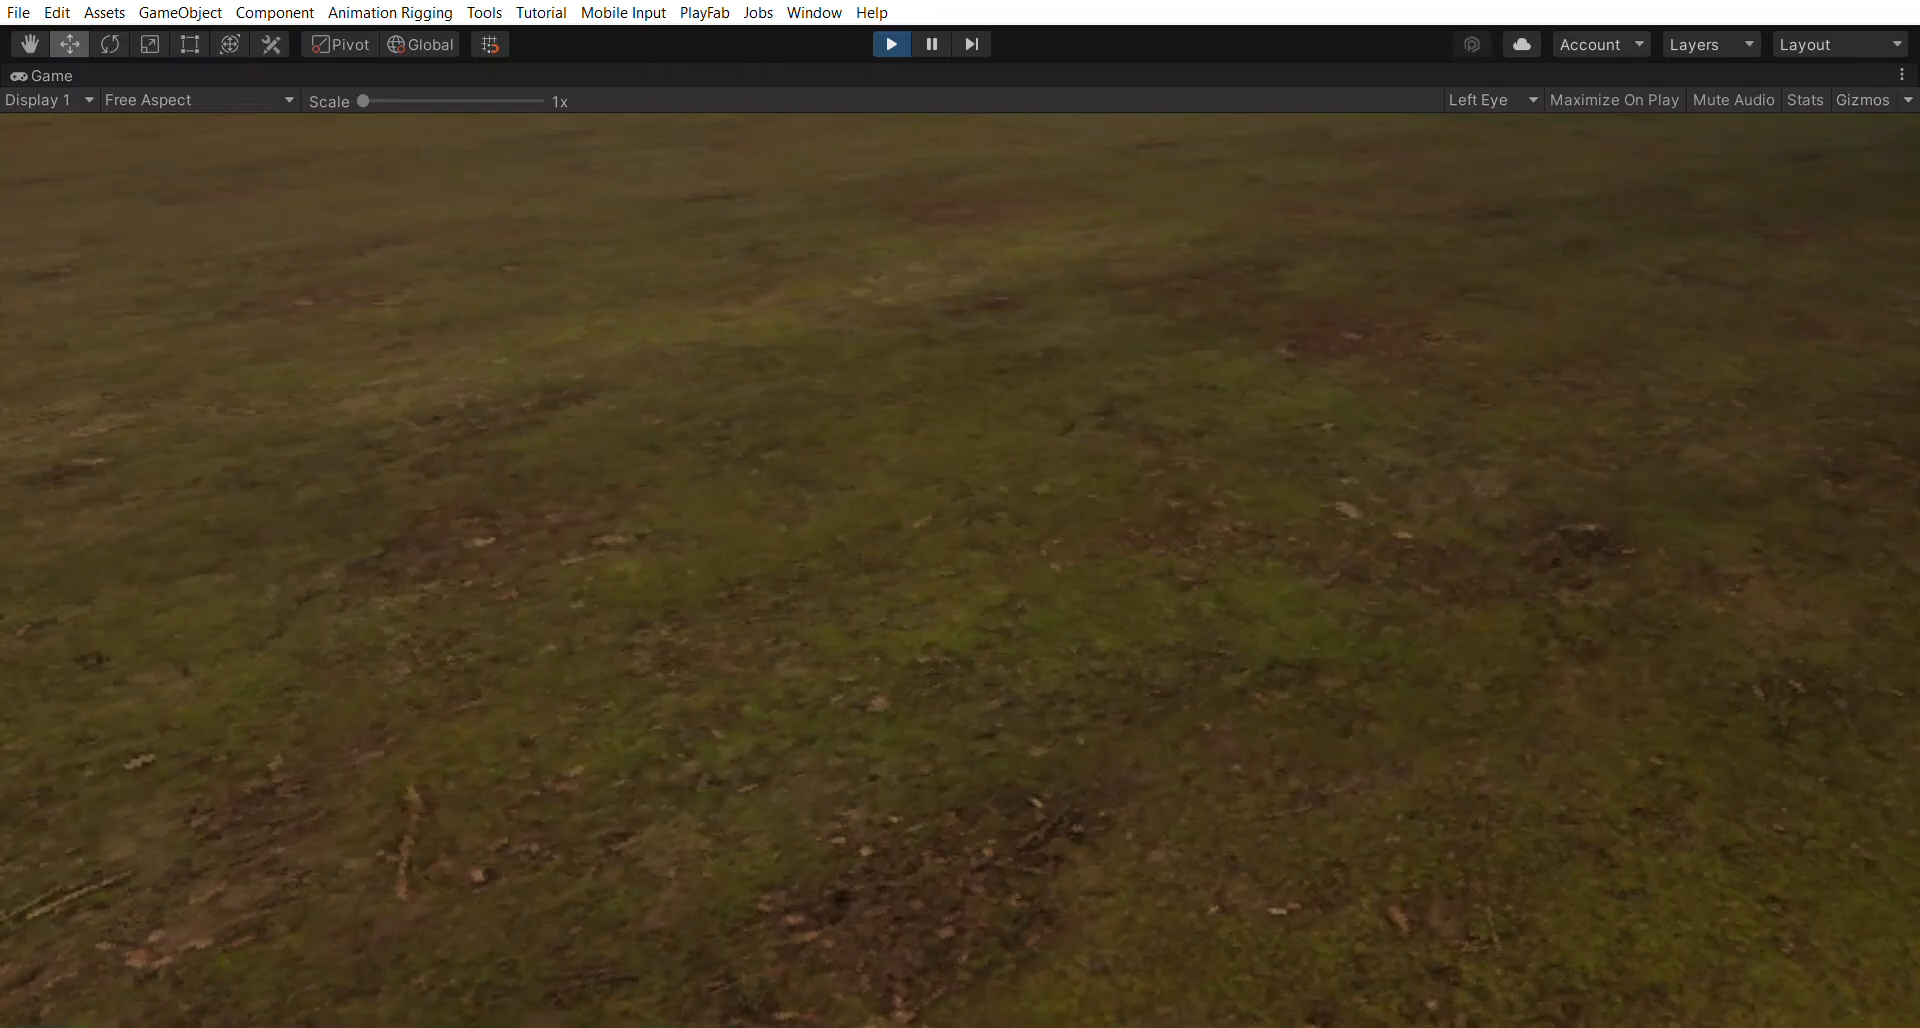 File Edit Assets GameObject Component Animation Rigging Tools Tutorial Mobile Input PlayFab Jobs Window Help
Pivot Global Account Layers Layout
Game
Display 1 Free Aspect Scale 1x Left Eye Maximize On Play Mute Audio Stats Gizmos